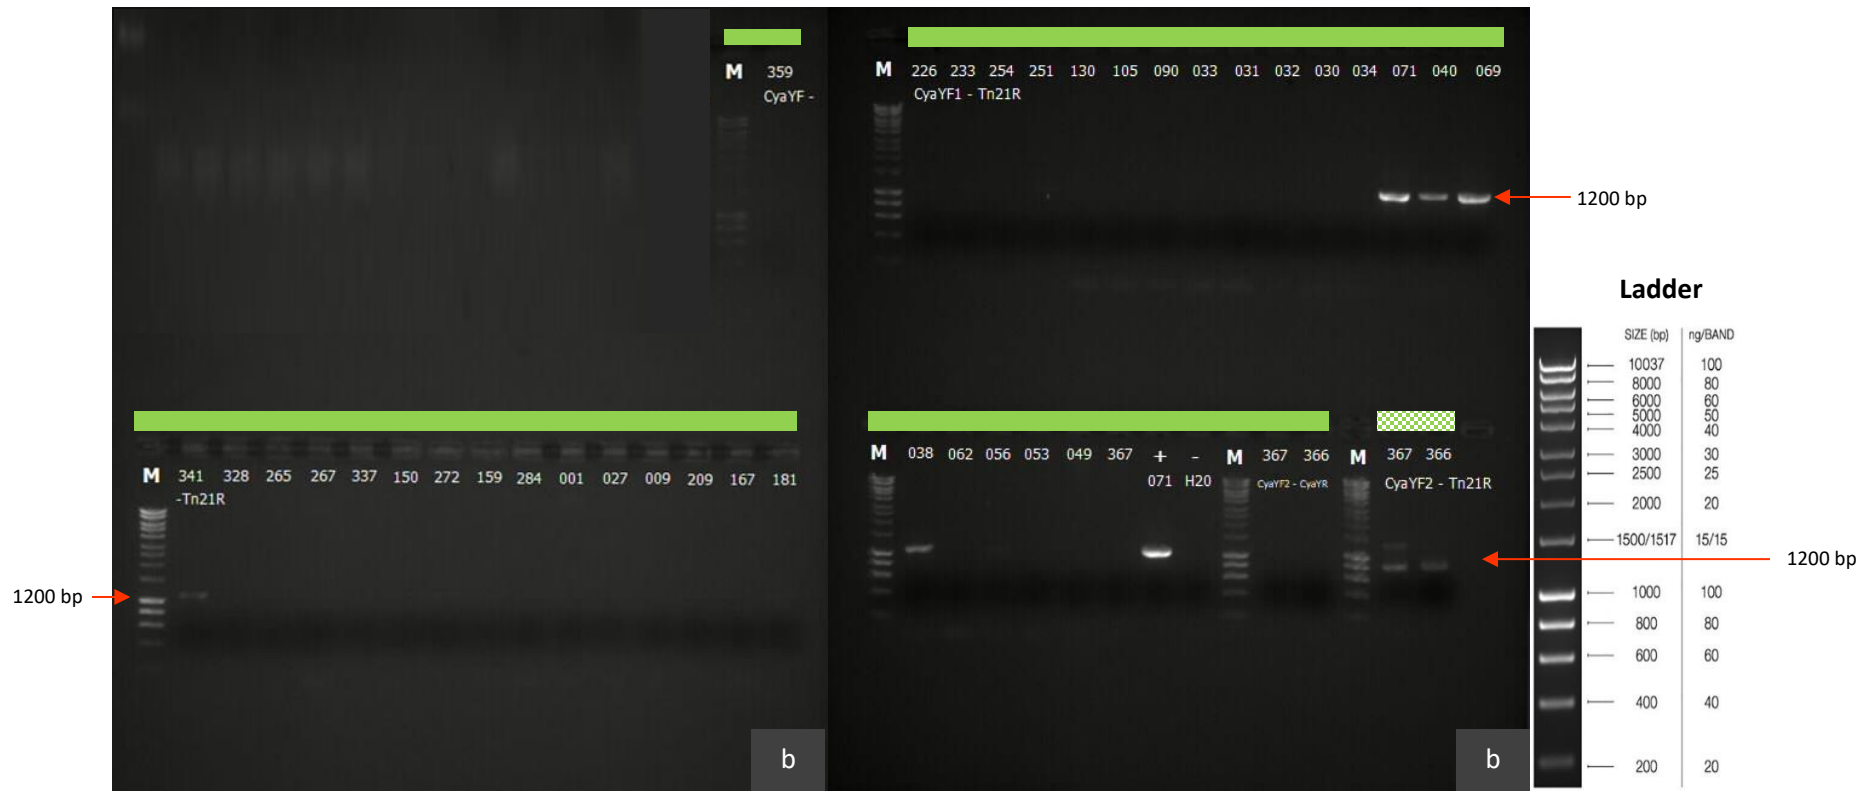 M 359
CyaYF -
M 226 233 254 251 130 105 090 033 031 032 030 034 071 040 069
CyaYF1 - Tn21R
1200 bp
M 341 328 265 267 337 150 272 159 284 001 027 009 209 167 181
-Tn21R
1200 bp
b
M 038 062 056 053 049 367 + - M 367 366 M 367 366
071 H20 CyaYF2 - CyaYR CyaYF2 - Tn21R
1200 bp
b
Ladder
SIZE (bp) ng/BAND
10037 100
8000 80
6000 60
5000 50
4000 40
3000 30
2500 25
2000 20
1500/1517 15/15
1000 100
800 80
600 60
400 40
200 20